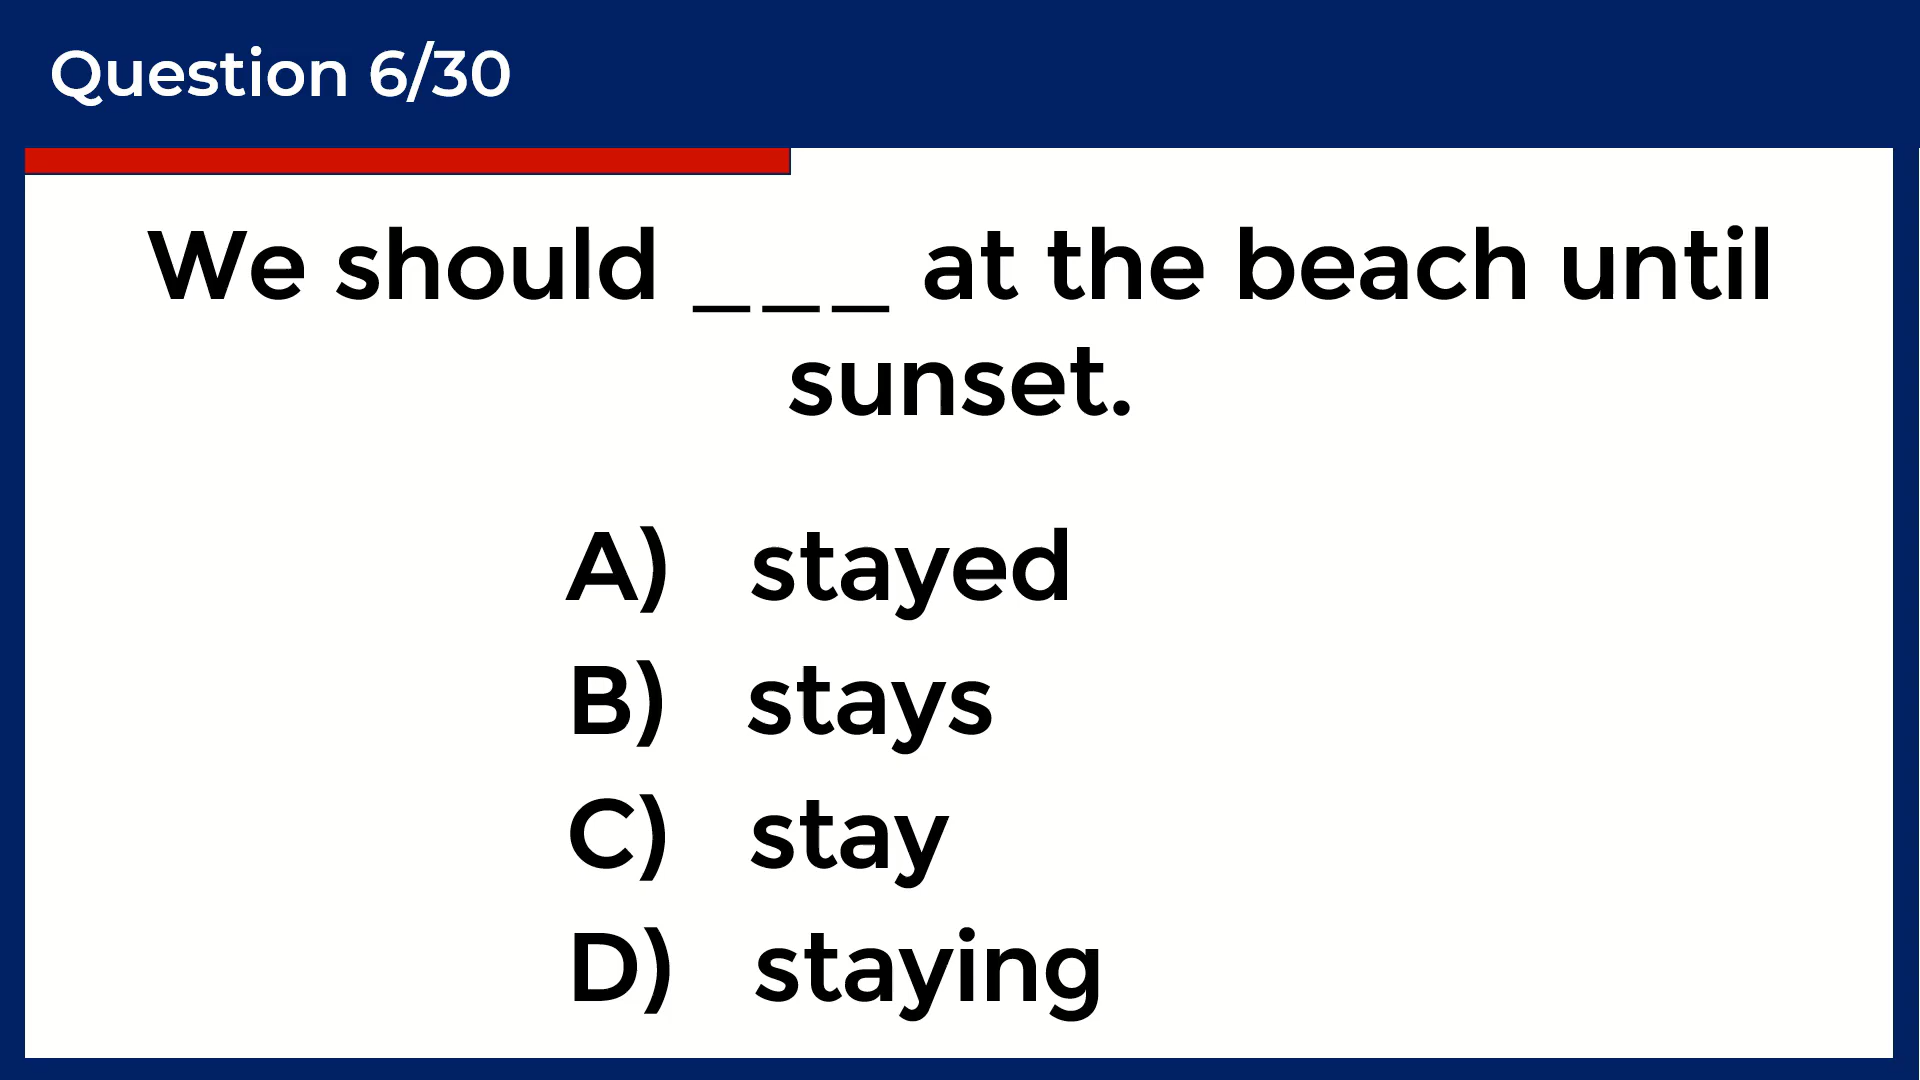 Question 6/30
We should ___ at the beach until
sunset.
A) stayed
B) stays
C) stay
D) staying